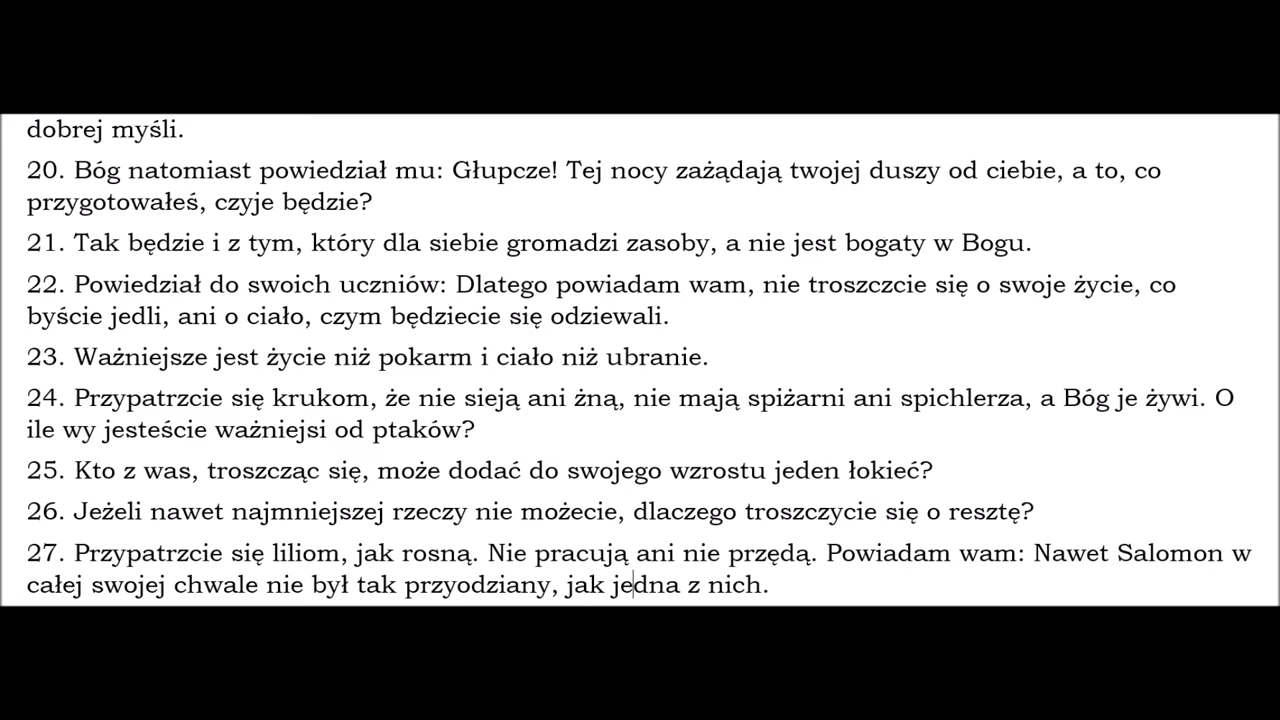 dobrej myśli.
20. Bóg natomiast powiedział mu: Głupcze! Tej nocy zażądają twojej duszy od ciebie, a to, co
przygotowałeś, czyje będzie?
21. Tak będzie i z tym, który dla siebie gromadzi zasoby, a nie jest bogaty w Bogu.
22. Powiedział do swoich uczniów: Dlatego powiadam wam, nie troszczcie się o swoje życie, co
byście jedli, ani o ciało, czym będziecie się odziewali.
23. Ważniejsze jest życie niż pokarm i ciało niż ubranie.
24. Przypatrzcie się krukom, że nie sieją ani żną, nie mają spiżarni ani spichlerza, a Bóg je żywi. O
ile wy jesteście ważniejsi od ptaków?
25. Kto z was, troszcząc się, może dodać do swojego wzrostu jeden łokieć?
26. Jeżeli nawet najmniejszej rzeczy nie możecie, dlaczego troszczycie się o resztę?
27. Przypatrzcie się liliom, jak rosną. Nie pracują ani nie przędą. Powiadam wam: Nawet Salomon w
całej swojej chwale nie był tak przyodziany, jak jedna z nich.